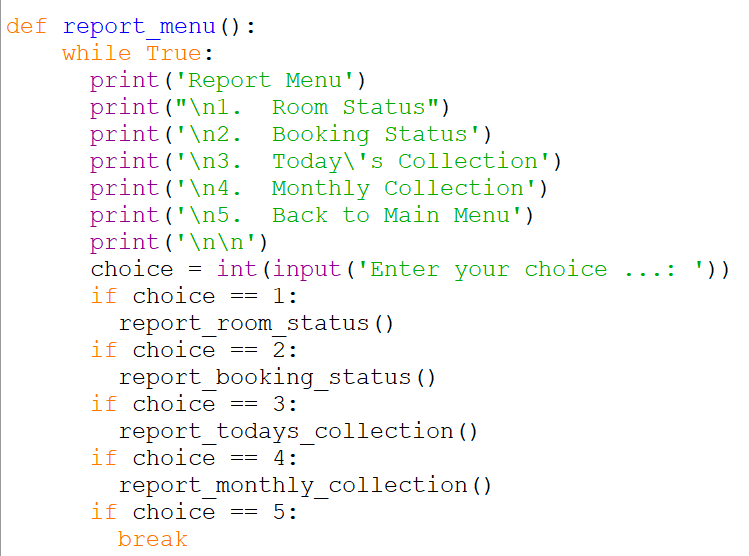 def report_menu():
    while True:
      print('Report Menu')
      print("\n1.  Room Status")
      print('\n2.  Booking Status')
      print('\n3.  Today\'s Collection')
      print('\n4.  Monthly Collection')
      print('\n5.  Back to Main Menu')
      print('\n\n')
      choice = int(input('Enter your choice ...: '))
      if choice == 1:
        report_room_status()
      if choice == 2:
        report_booking_status()
      if choice == 3:
        report_todays_collection()
      if choice == 4:
        report_monthly_collection()
      if choice == 5:
        break